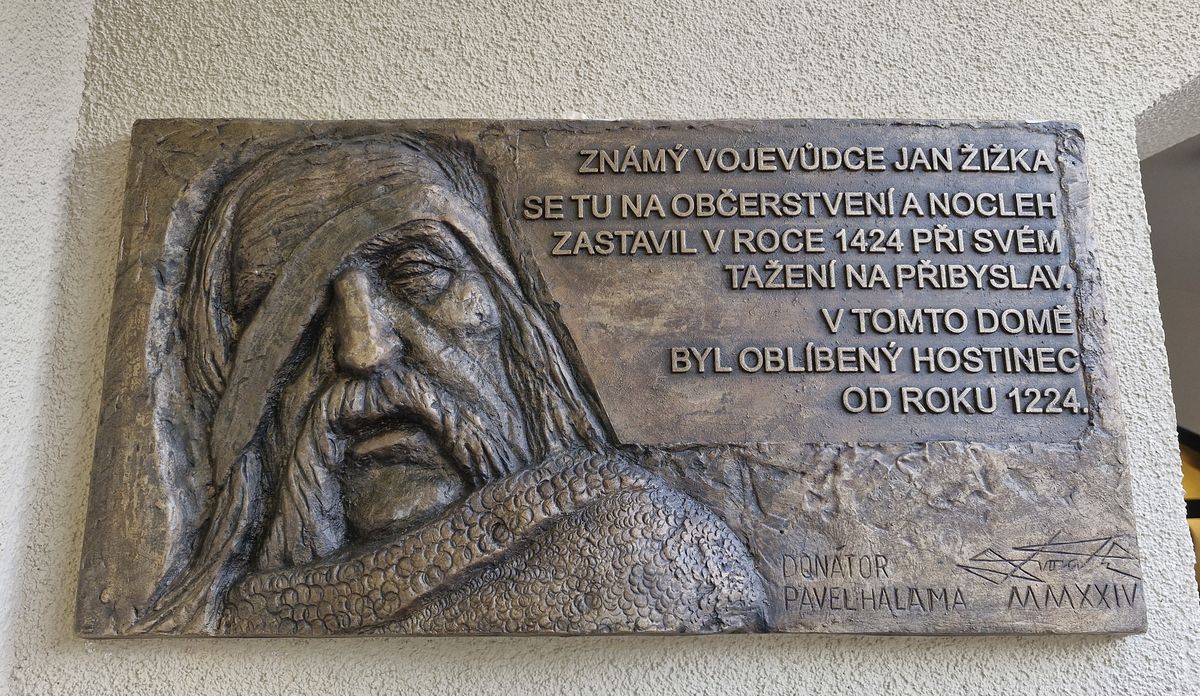 ZNÁMÝ VOJEVŮDCE JAN ŽIŽKA
SE TU NA OBČERSTVENÍ A NOCLEH
ZASTAVIL V ROCE 1424 PŘI SVÉM
TAŽENÍ NA PŘIBYSLAV.
V TOMTO DOMĚ
BYL OBLÍBENÝ HOSTINEC
OD ROKU 1224.
DONÁTOR
PAVEL HALAMA
MMXXIV